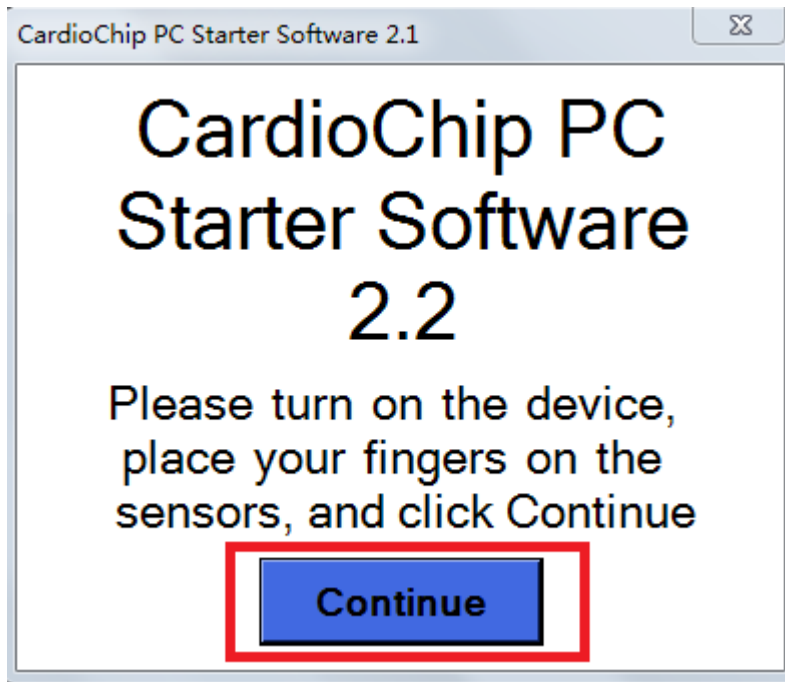 CardioChip PC Starter Software 2.1
CardioChip PC
Starter Software
2.2
Please turn on the device,
place your fingers on the
sensors, and click Continue
Continue